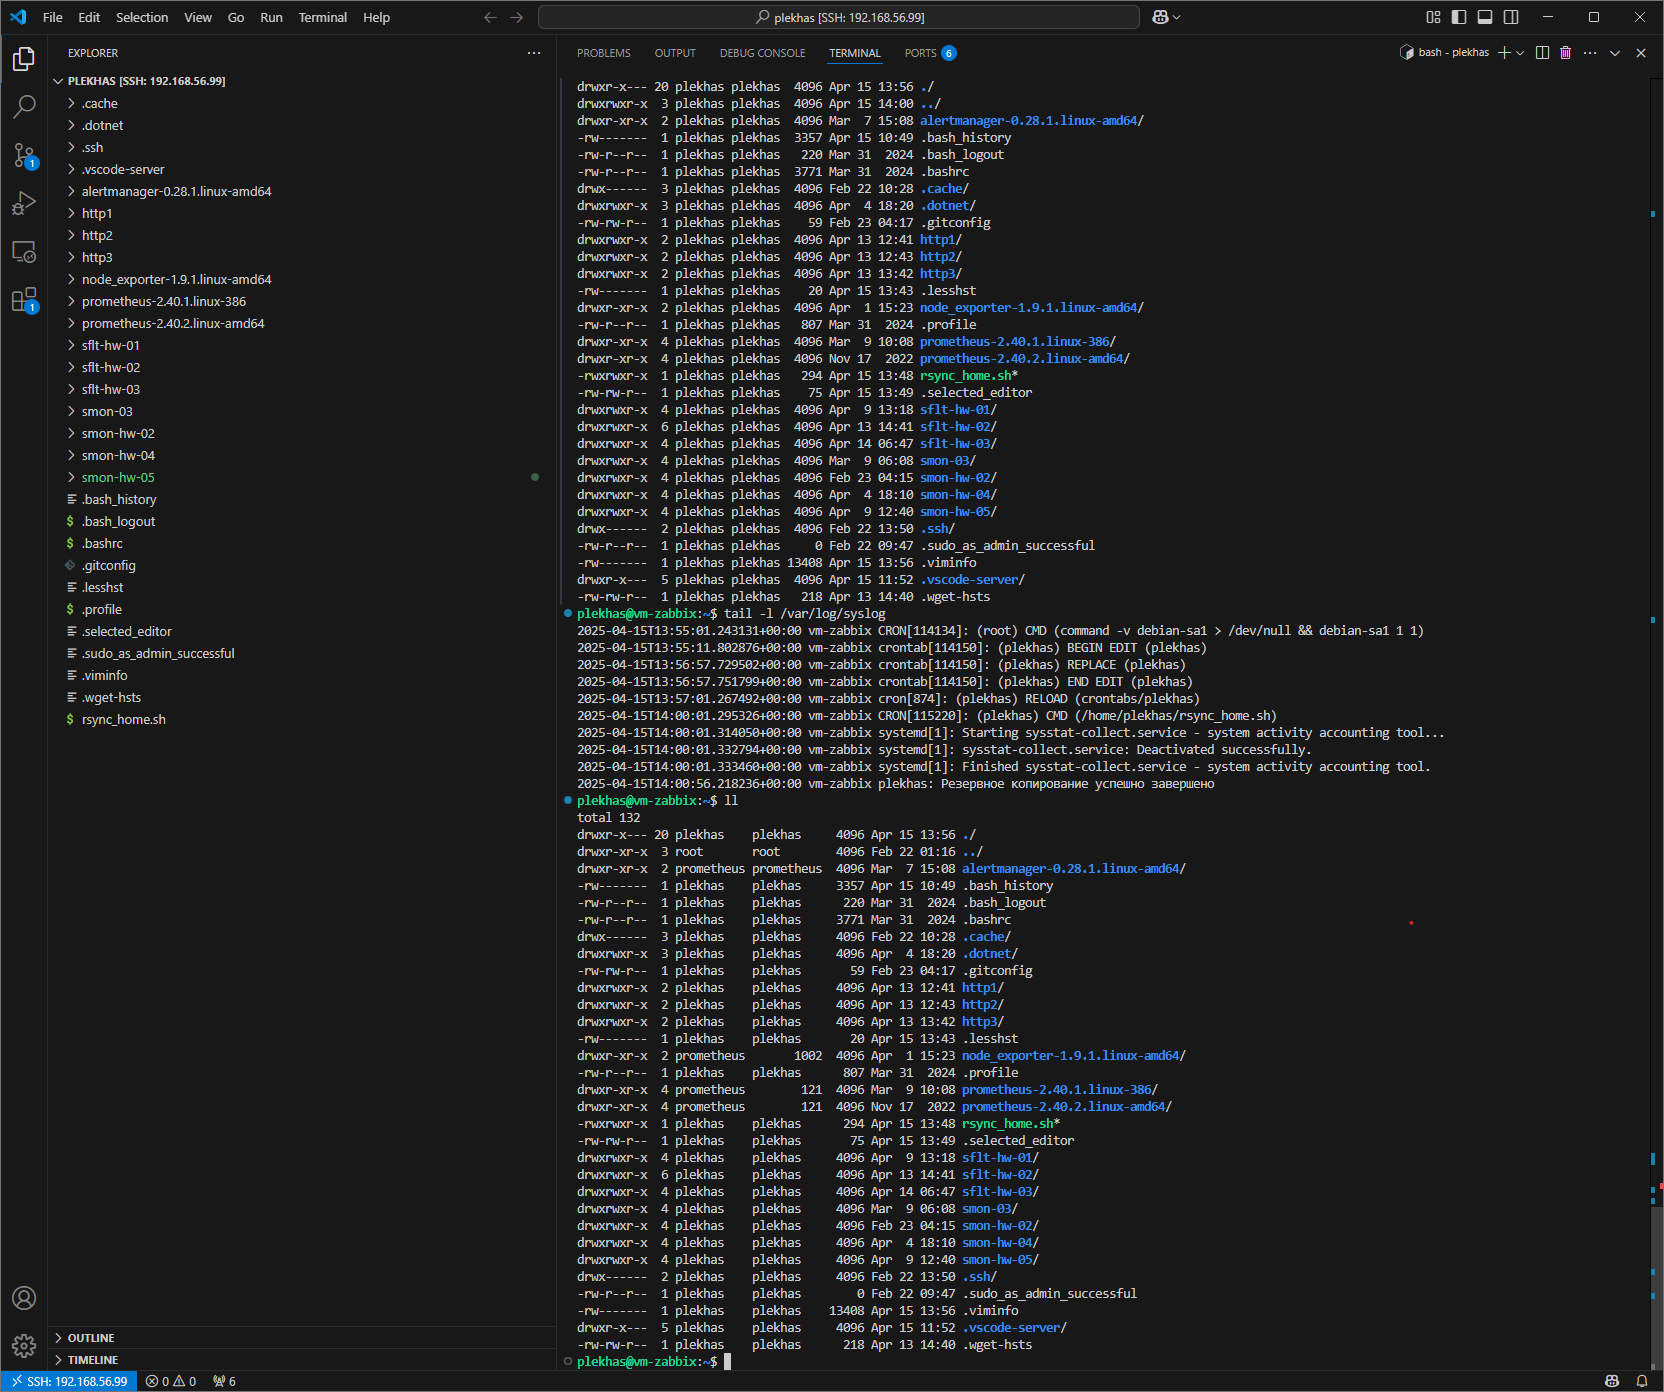 File Edit Selection View Go Run Terminal Help
plekhas [SSH: 192.168.56.99]
EXPLORER
PLEKHAS [SSH: 192.168.56.99]
.cache
.dotnet
.ssh
.vscode-server
alertmanager-0.28.1.linux-amd64
http1
http2
http3
node_exporter-1.9.1.linux-amd64
prometheus-2.40.1.linux-386
prometheus-2.40.2.linux-amd64
sflt-hw-01
sflt-hw-02
sflt-hw-03
smon-03
smon-hw-02
smon-hw-04
smon-hw-05
.bash_history
$ .bash_logout
$ .bashrc
.gitconfig
.lesshst
$ .profile
.selected_editor
.sudo_as_admin_successful
.viminfo
.wget-hsts
$ rsync_home.sh
1
1
OUTLINE
TIMELINE
PROBLEMS OUTPUT DEBUG CONSOLE TERMINAL PORTS 6
bash - plekhas
drwxr-x--- 20 plekhas plekhas  4096 Apr 15 13:56 ./
drwxrwxr-x  3 plekhas plekhas  4096 Apr 15 14:00 ../
drwxr-xr-x  2 plekhas plekhas  4096 Mar  7 15:08 alertmanager-0.28.1.linux-amd64/
-rw-------  1 plekhas plekhas  3357 Apr 15 10:49 .bash_history
-rw-r--r--  1 plekhas plekhas   220 Mar 31  2024 .bash_logout
-rw-r--r--  1 plekhas plekhas  3771 Mar 31  2024 .bashrc
drwx------  3 plekhas plekhas  4096 Feb 22 10:28 .cache/
drwxrwxr-x  3 plekhas plekhas  4096 Apr  4 18:20 .dotnet/
-rw-rw-r--  1 plekhas plekhas    59 Feb 23 04:17 .gitconfig
drwxrwxr-x  2 plekhas plekhas  4096 Apr 13 12:41 http1/
drwxrwxr-x  2 plekhas plekhas  4096 Apr 13 12:43 http2/
drwxrwxr-x  2 plekhas plekhas  4096 Apr 13 13:42 http3/
-rw-------  1 plekhas plekhas    20 Apr 15 13:43 .lesshst
drwxr-xr-x  2 plekhas plekhas  4096 Apr  1 15:23 node_exporter-1.9.1.linux-amd64/
-rw-r--r--  1 plekhas plekhas   807 Mar 31  2024 .profile
drwxr-xr-x  4 plekhas plekhas  4096 Mar  9 10:08 prometheus-2.40.1.linux-386/
drwxr-xr-x  4 plekhas plekhas  4096 Nov 17  2022 prometheus-2.40.2.linux-amd64/
-rwxrwxr-x  1 plekhas plekhas   294 Apr 15 13:48 rsync_home.sh*
-rw-rw-r--  1 plekhas plekhas    75 Apr 15 13:49 .selected_editor
drwxrwxr-x  4 plekhas plekhas  4096 Apr  9 13:18 sflt-hw-01/
drwxrwxr-x  6 plekhas plekhas  4096 Apr 13 14:41 sflt-hw-02/
drwxrwxr-x  4 plekhas plekhas  4096 Apr 14 06:47 sflt-hw-03/
drwxrwxr-x  4 plekhas plekhas  4096 Mar  9 06:08 smon-03/
drwxrwxr-x  4 plekhas plekhas  4096 Feb 23 04:15 smon-hw-02/
drwxrwxr-x  4 plekhas plekhas  4096 Apr  4 18:10 smon-hw-04/
drwxrwxr-x  4 plekhas plekhas  4096 Apr  9 12:40 smon-hw-05/
drwx------  2 plekhas plekhas  4096 Feb 22 13:50 .ssh/
-rw-r--r--  1 plekhas plekhas     0 Feb 22 09:47 .sudo_as_admin_successful
-rw-------  1 plekhas plekhas 13408 Apr 15 13:56 .viminfo
drwxr-x---  5 plekhas plekhas  4096 Apr 15 11:52 .vscode-server/
-rw-rw-r--  1 plekhas plekhas   218 Apr 13 14:40 .wget-hsts
plekhas@vm-zabbix:~$ tail -l /var/log/syslog
2025-04-15T13:55:01.243131+00:00 vm-zabbix CRON[114134]: (root) CMD (command -v debian-sa1 > /dev/null && debian-sa1 1 1)
2025-04-15T13:55:11.802876+00:00 vm-zabbix crontab[114150]: (plekhas) BEGIN EDIT (plekhas)
2025-04-15T13:56:57.729502+00:00 vm-zabbix crontab[114150]: (plekhas) REPLACE (plekhas)
2025-04-15T13:56:57.751799+00:00 vm-zabbix crontab[114150]: (plekhas) END EDIT (plekhas)
2025-04-15T13:57:01.267492+00:00 vm-zabbix cron[874]: (plekhas) RELOAD (crontabs/plekhas)
2025-04-15T14:00:01.295326+00:00 vm-zabbix CRON[115220]: (plekhas) CMD (/home/plekhas/rsync_home.sh)
2025-04-15T14:00:01.314050+00:00 vm-zabbix systemd[1]: Starting sysstat-collect.service - system activity accounting tool...
2025-04-15T14:00:01.332794+00:00 vm-zabbix systemd[1]: sysstat-collect.service: Deactivated successfully.
2025-04-15T14:00:01.333460+00:00 vm-zabbix systemd[1]: Finished sysstat-collect.service - system activity accounting tool.
2025-04-15T14:00:56.218236+00:00 vm-zabbix plekhas: Резервное копирование успешно завершено
plekhas@vm-zabbix:~$ ll
total 132
drwxr-x--- 20 plekhas    plekhas     4096 Apr 15 13:56 ./
drwxr-xr-x  3 root       root        4096 Feb 22 01:16 ../
drwxr-xr-x  2 prometheus prometheus  4096 Mar  7 15:08 alertmanager-0.28.1.linux-amd64/
-rw-------  1 plekhas    plekhas     3357 Apr 15 10:49 .bash_history
-rw-r--r--  1 plekhas    plekhas      220 Mar 31  2024 .bash_logout
-rw-r--r--  1 plekhas    plekhas     3771 Mar 31  2024 .bashrc
drwx------  3 plekhas    plekhas     4096 Feb 22 10:28 .cache/
drwxrwxr-x  3 plekhas    plekhas     4096 Apr  4 18:20 .dotnet/
-rw-rw-r--  1 plekhas    plekhas       59 Feb 23 04:17 .gitconfig
drwxrwxr-x  2 plekhas    plekhas     4096 Apr 13 12:41 http1/
drwxrwxr-x  2 plekhas    plekhas     4096 Apr 13 12:43 http2/
drwxrwxr-x  2 plekhas    plekhas     4096 Apr 13 13:42 http3/
-rw-------  1 plekhas    plekhas       20 Apr 15 13:43 .lesshst
drwxr-xr-x  2 prometheus       1002  4096 Apr  1 15:23 node_exporter-1.9.1.linux-amd64/
-rw-r--r--  1 plekhas    plekhas      807 Mar 31  2024 .profile
drwxr-xr-x  4 prometheus        121  4096 Mar  9 10:08 prometheus-2.40.1.linux-386/
drwxr-xr-x  4 prometheus        121  4096 Nov 17  2022 prometheus-2.40.2.linux-amd64/
-rwxrwxr-x  1 plekhas    plekhas      294 Apr 15 13:48 rsync_home.sh*
-rw-rw-r--  1 plekhas    plekhas       75 Apr 15 13:49 .selected_editor
drwxrwxr-x  4 plekhas    plekhas     4096 Apr  9 13:18 sflt-hw-01/
drwxrwxr-x  6 plekhas    plekhas     4096 Apr 13 14:41 sflt-hw-02/
drwxrwxr-x  4 plekhas    plekhas     4096 Apr 14 06:47 sflt-hw-03/
drwxrwxr-x  4 plekhas    plekhas     4096 Mar  9 06:08 smon-03/
drwxrwxr-x  4 plekhas    plekhas     4096 Feb 23 04:15 smon-hw-02/
drwxrwxr-x  4 plekhas    plekhas     4096 Apr  4 18:10 smon-hw-04/
drwxrwxr-x  4 plekhas    plekhas     4096 Apr  9 12:40 smon-hw-05/
drwx------  2 plekhas    plekhas     4096 Feb 22 13:50 .ssh/
-rw-r--r--  1 plekhas    plekhas        0 Feb 22 09:47 .sudo_as_admin_successful
-rw-------  1 plekhas    plekhas    13408 Apr 15 13:56 .viminfo
drwxr-x---  5 plekhas    plekhas     4096 Apr 15 11:52 .vscode-server/
-rw-rw-r--  1 plekhas    plekhas      218 Apr 13 14:40 .wget-hsts
plekhas@vm-zabbix:~$
SSH: 192.168.56.99 0 0 6